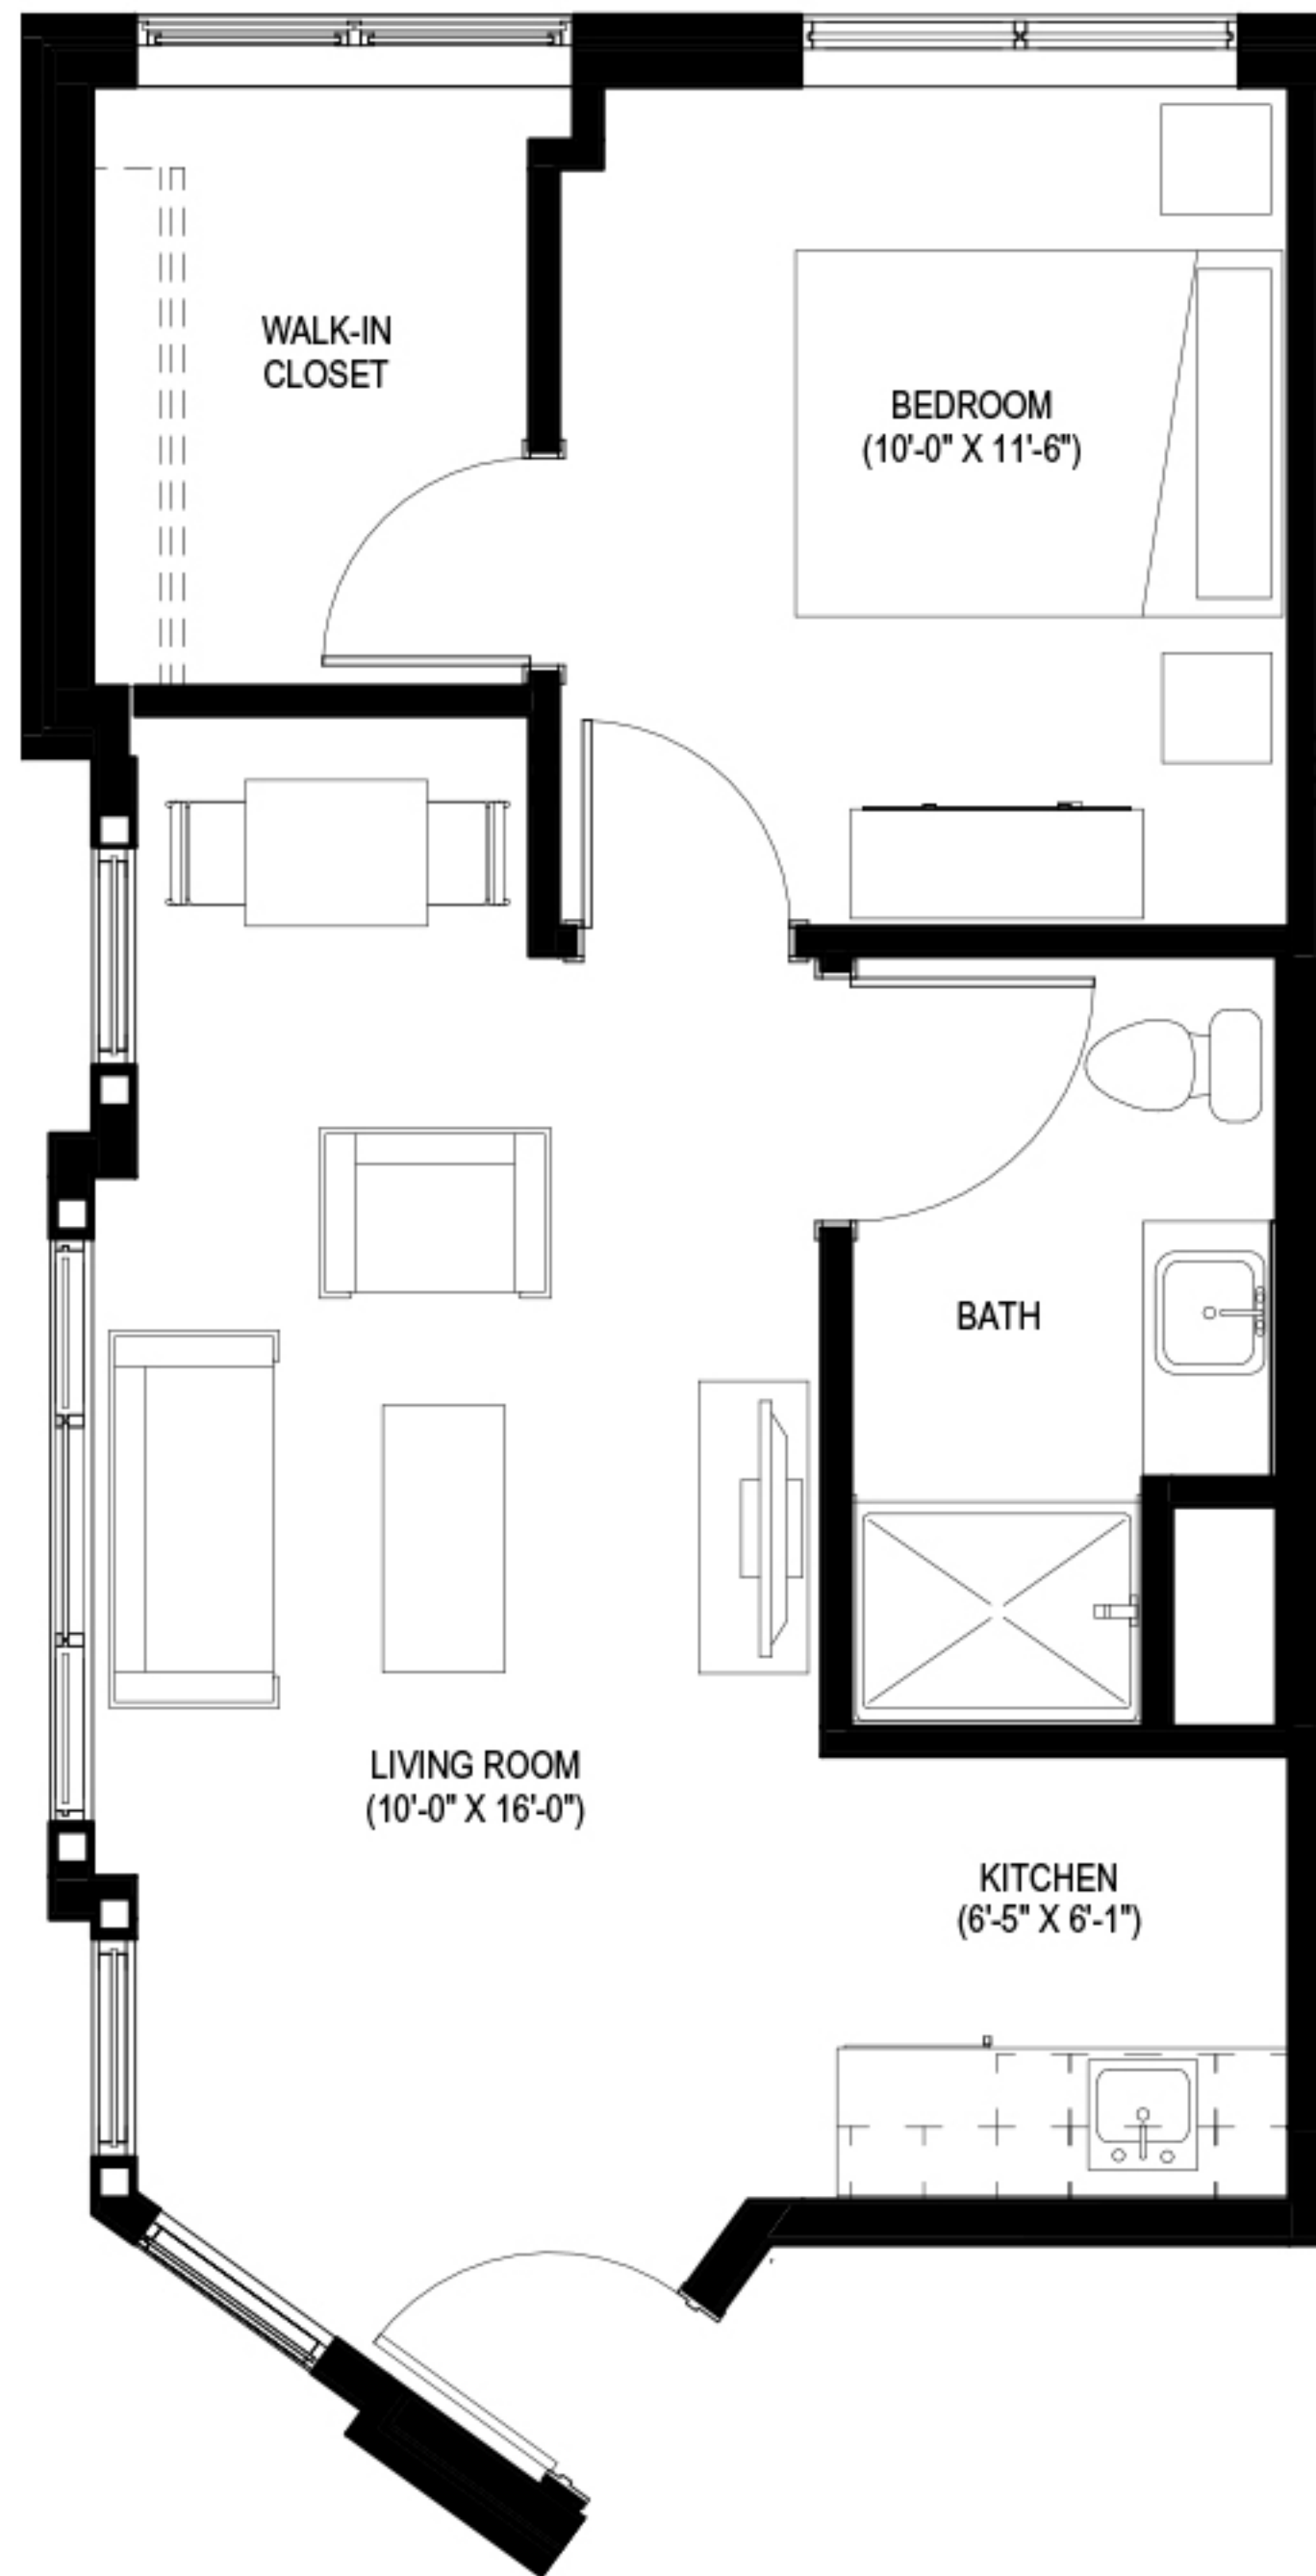 WALK-IN
CLOSET
BEDROOM
(10'-0" X 11'-6")
BATH
LIVING ROOM
(10'-0" X 16'-0")
KITCHEN
(6'-5" X 6'-1")